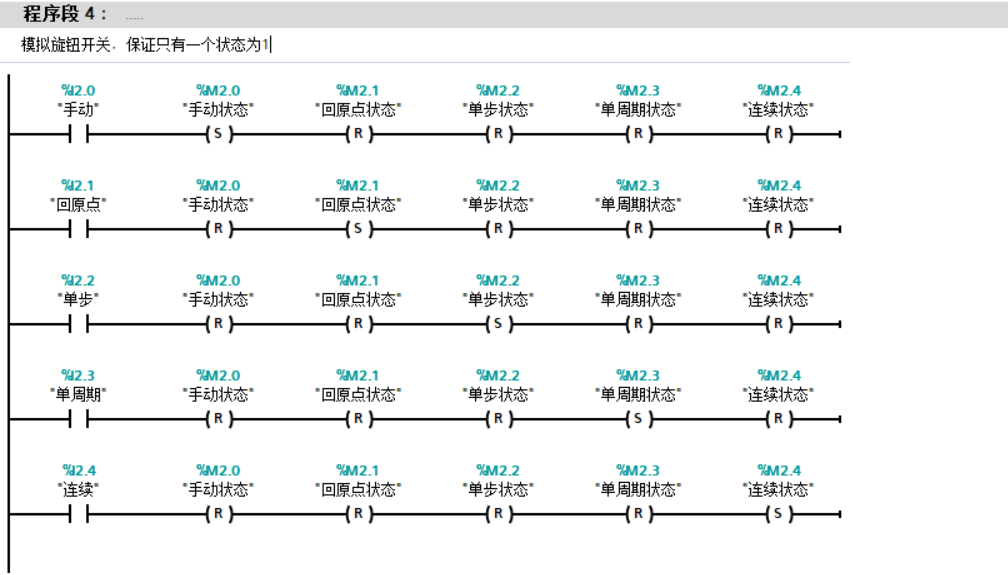 程序段 4： .....
模拟旋钮开关．保证只有一个状态为1
%I2.0 %M2.0 %M2.1 %M2.2 %M2.3 %M2.4
"手动" "手动状态" "回原点状态" "单步状态" "单周期状态" "连续状态"
S R R R R
%I2.1 %M2.0 %M2.1 %M2.2 %M2.3 %M2.4
"回原点" "手动状态" "回原点状态" "单步状态" "单周期状态" "连续状态"
R S R R R
%I2.2 %M2.0 %M2.1 %M2.2 %M2.3 %M2.4
"单步" "手动状态" "回原点状态" "单步状态" "单周期状态" "连续状态"
R R S R R
%I2.3 %M2.0 %M2.1 %M2.2 %M2.3 %M2.4
"单周期" "手动状态" "回原点状态" "单步状态" "单周期状态" "连续状态"
R R R S R
%I2.4 %M2.0 %M2.1 %M2.2 %M2.3 %M2.4
"连续" "手动状态" "回原点状态" "单步状态" "单周期状态" "连续状态"
R R R R S